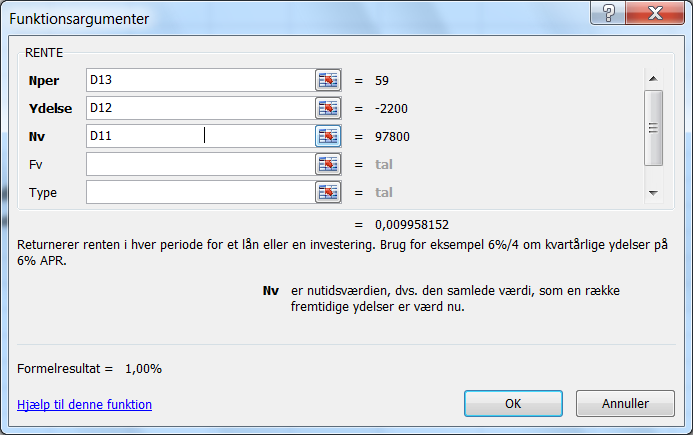 Funktionsargumenter
RENTE
Nper D13 = 59
Ydelse D12 = -2200
Nv D11 = 97800
Fv = tal
Type = tal
= 0,009958152
Returnerer renten i hver periode for et lån eller en investering. Brug for eksempel 6%/4 om kvartårlige ydelser på
6% APR.
Nv er nutidsværdien, dvs. den samlede værdi, som en række
fremtidige ydelser er værd nu.
Formelresultat = 1,00%
Hjælp til denne funktion
OK
Annuller